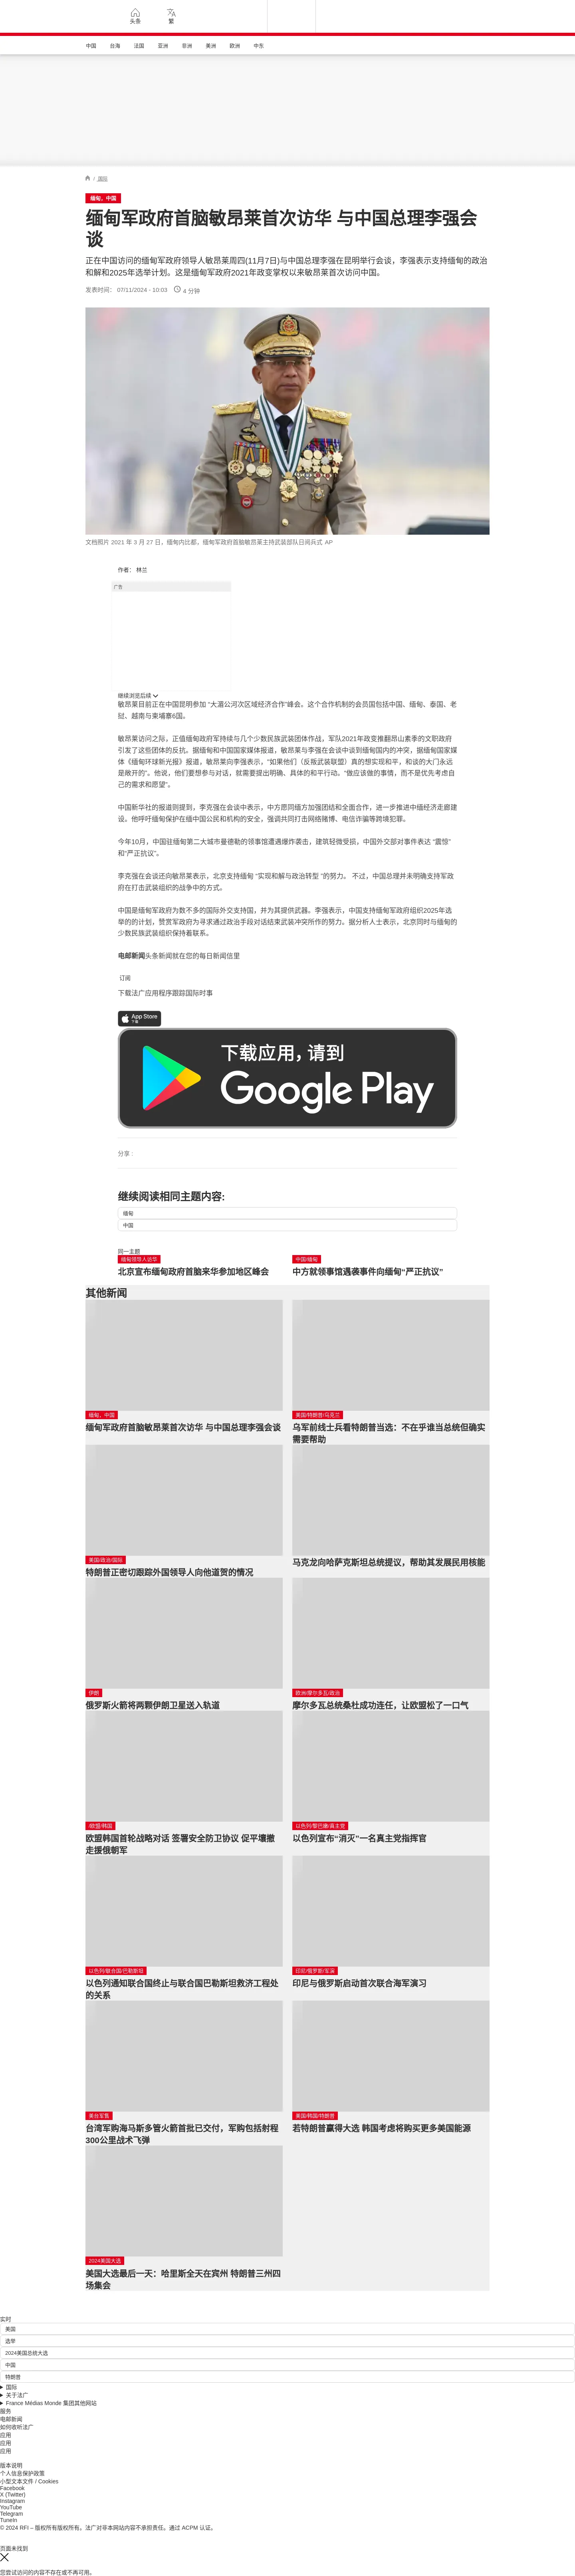 头条
繁
中国
台海
法国
亚洲
非洲
美洲
欧洲
中东
/ 国际
缅甸，中国
缅甸军政府首脑敏昂莱首次访华 与中国总理李强会
谈
正在中国访问的缅甸军政府领导人敏昂莱周四(11月7日)与中国总理李强在昆明举行会谈，李强表示支持缅甸的政治
和解和2025年选举计划。这是缅甸军政府2021年政变掌权以来敏昂莱首次访问中国。
发表时间： 07/11/2024 - 10:03
4 分钟
文档照片 2021 年 3 月 27 日，缅甸内比都，缅甸军政府首脑敏昂莱主持武装部队日阅兵式 AP
作者： 林兰
广告
继续浏览后续
敏昂莱目前正在中国昆明参加 “大湄公河次区域经济合作”峰会。这个合作机制的会员国包括中国、缅甸、泰国、老
挝、越南与柬埔寨6国。
敏昂莱访问之际，正值缅甸政府军持续与几个少数民族武装团体作战，军队2021年政变推翻昂山素季的文职政府
引发了这些团体的反抗。据缅甸和中国国家媒体报道，敏昂莱与李强在会谈中谈到缅甸国内的冲突，据缅甸国家媒
体《缅甸环球新光报》报道，敏昂莱向李强表示，“如果他们（反叛武装联盟）真的想实现和平，和谈的大门永远
是敞开的”。他说，他们要想参与对话，就需要提出明确、具体的和平行动。“做应该做的事情，而不是优先考虑自
己的需求和愿望”。
中国新华社的报道则提到，李克强在会谈中表示，中方愿同缅方加强团结和全面合作，进一步推进中缅经济走廊建
设。他呼吁缅甸保护在缅中国公民和机构的安全，强调共同打击网络赌博、电信诈骗等跨境犯罪。
今年10月，中国驻缅甸第二大城市曼德勒的领事馆遭遇爆炸袭击，建筑轻微受损，中国外交部对事件表达 “震惊”
和“严正抗议”。
李克强在会谈还向敏昂莱表示，北京支持缅甸 “实现和解与政治转型 ”的努力。 不过，中国总理并未明确支持军政
府在打击武装组织的战争中的方式。
中国是缅甸军政府为数不多的国际外交支持国，并为其提供武器。李强表示，中国支持缅甸军政府组织2025年选
举的的计划，赞赏军政府为寻求通过政治手段对话结束武装冲突所作的努力。据分析人士表示，北京同时与缅甸的
少数民族武装组织保持着联系。
电邮新闻头条新闻就在您的每日新闻信里
订阅
下载法广应用程序跟踪国际时事
App Store
下载
下载应用，请到
Google Play
分享 :
继续阅读相同主题内容:
缅甸
中国
同一主题
缅甸领导人访华
北京宣布缅甸政府首脑来华参加地区峰会
中国/缅甸
中方就领事馆遇袭事件向缅甸“严正抗议”
其他新闻
缅甸，中国
缅甸军政府首脑敏昂莱首次访华 与中国总理李强会谈
美国/特朗普/乌克兰
乌军前线士兵看特朗普当选：不在乎谁当总统但确实
需要帮助
美国/政治/国际
特朗普正密切跟踪外国领导人向他道贺的情况
马克龙向哈萨克斯坦总统提议，帮助其发展民用核能
伊朗
俄罗斯火箭将两颗伊朗卫星送入轨道
欧洲/摩尔多瓦/政治
摩尔多瓦总统桑杜成功连任，让欧盟松了一口气
/欧盟/韩国
欧盟韩国首轮战略对话 签署安全防卫协议 促平壤撤
走援俄朝军
以色列/黎巴嫩/真主党
以色列宣布“消灭”一名真主党指挥官
以色列/联合国/巴勒斯坦
以色列通知联合国终止与联合国巴勒斯坦救济工程处
的关系
印尼/俄罗斯/军演
印尼与俄罗斯启动首次联合海军演习
美台军售
台湾军购海马斯多管火箭首批已交付，军购包括射程
300公里战术飞弹
美国/韩国/特朗普
若特朗普赢得大选 韩国考虑将购买更多美国能源
2024美国大选
美国大选最后一天：哈里斯全天在宾州 特朗普三州四
场集会
实时
美国
选举
2024美国总统大选
中国
特朗普
国际
关于法广
France Médias Monde 集团其他网站
服务
电邮新闻
如何收听法广
应用
应用
应用
版本说明
个人信息保护政策
小型文本文件 / Cookies
Facebook
X (Twitter)
Instagram
YouTube
Telegram
TuneIn
© 2024 RFI – 版权所有版权所有。法广对非本网站内容不承担责任。通过 ACPM 认证。
页面未找到
您尝试访问的内容不存在或不再可用。